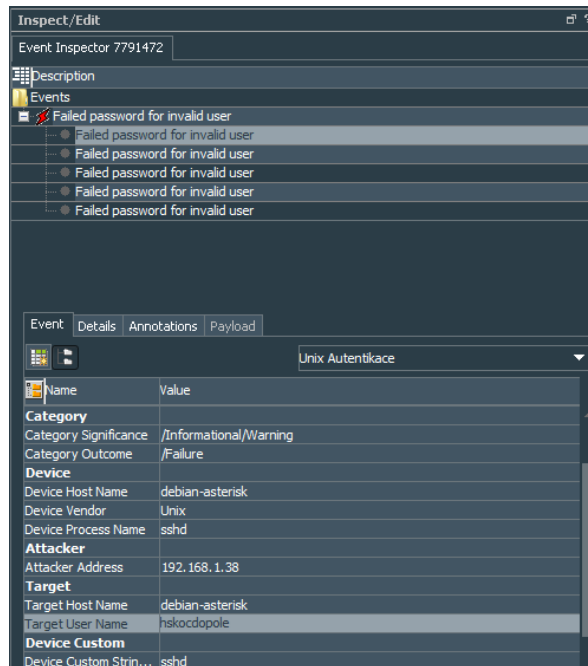 Inspect/Edit
Event Inspector 7791472
Description
Events
Failed password for invalid user
Failed password for invalid user
Failed password for invalid user
Failed password for invalid user
Failed password for invalid user
Failed password for invalid user
Event Details Annotations Payload
Unix Autentikace
Name Value
Category
Category Significance /Informational/Warning
Category Outcome /Failure
Device
Device Host Name debian-asterisk
Device Vendor Unix
Device Process Name sshd
Attacker
Attacker Address 192.168.1.38
Target
Target Host Name debian-asterisk
Target User Name hskocdopole
Device Custom
Device Custom Strin... sshd